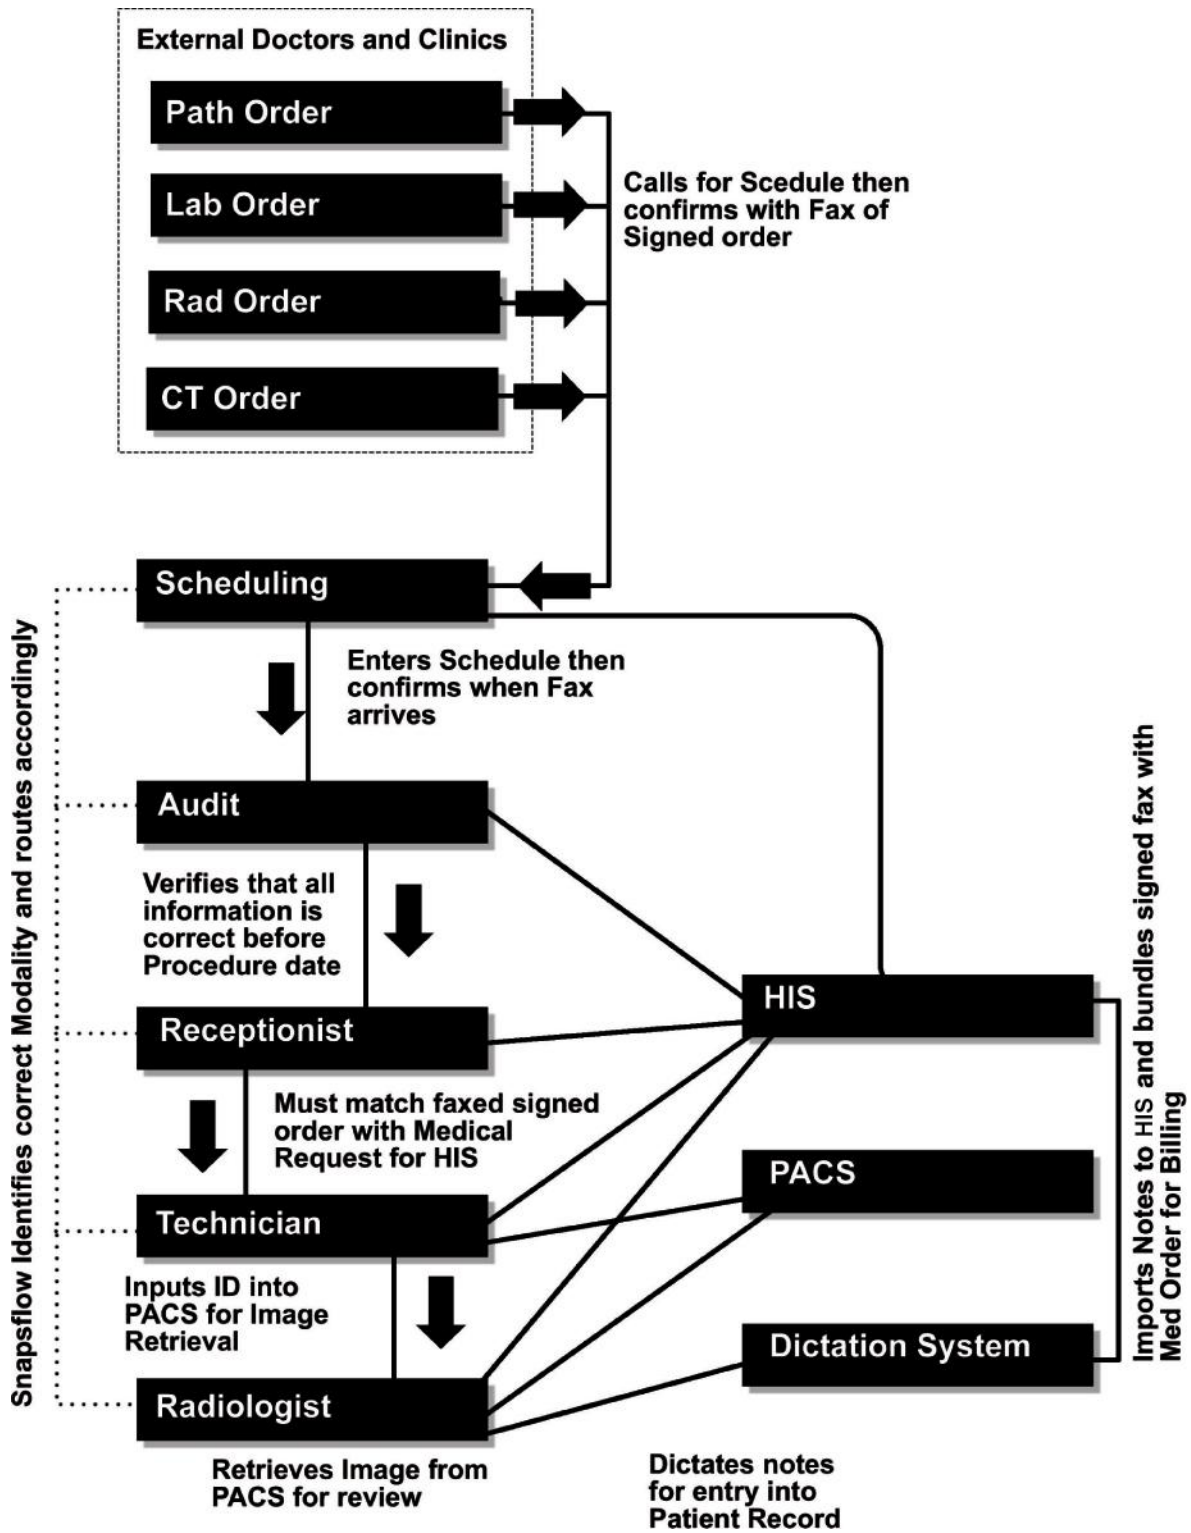 External Doctors and Clinics
Path Order
Lab Order
Rad Order
CT Order
Calls for Scedule then
confirms with Fax of
Signed order
Scheduling
Enters Schedule then
confirms when Fax
arrives
Audit
Verifies that all
information is
correct before
Procedure date
Receptionist
Must match faxed signed
order with Medical
Request for HIS
Technician
Inputs ID into
PACS for Image
Retrieval
Radiologist
Retrieves Image from
PACS for review
HIS
PACS
Dictation System
Dictates notes
for entry into
Patient Record
Snapsflow Identifies correct Modality and routes accordingly
Imports Notes to HIS and bundles signed fax with
Med Order for Billing